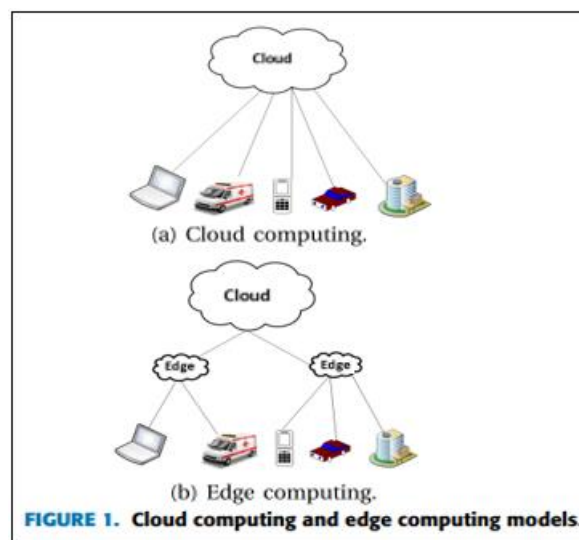 Cloud
(a) Cloud computing.
Cloud
Edge
Edge
(b) Edge computing.
FIGURE 1. Cloud computing and edge computing models.